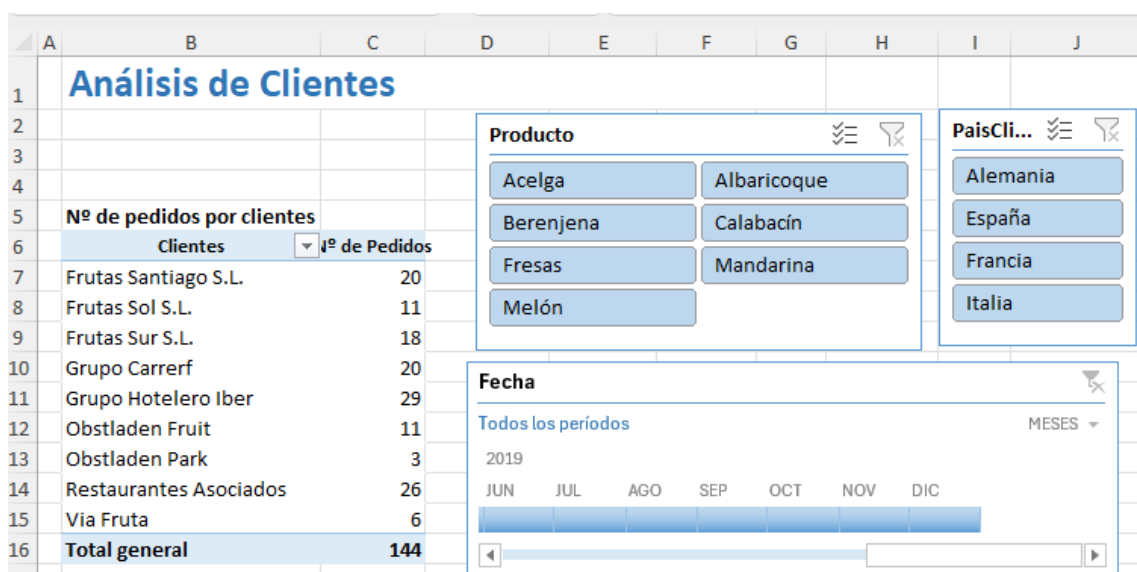 A B C D E F G H I J
1 Análisis de Clientes
2 Producto PaisCli...
3
Acelga Albaricoque Alemania
4
5 Nº de pedidos por clientes Berenjena Calabacín España
6 Clientes Nº de Pedidos
Fresas Mandarina Francia
7 Frutas Santiago S.L. 20
8 Frutas Sol S.L. 11 Melón Italia
9 Frutas Sur S.L. 18
10 Grupo Carrerf 20
Fecha
11 Grupo Hotelero Iber 29
12 Obstladen Fruit 11 Todos los períodos MESES
13 Obstladen Park 3 2019
14 Restaurantes Asociados 26 JUN JUL AGO SEP OCT NOV DIC
15 Via Fruta 6
16 Total general 144